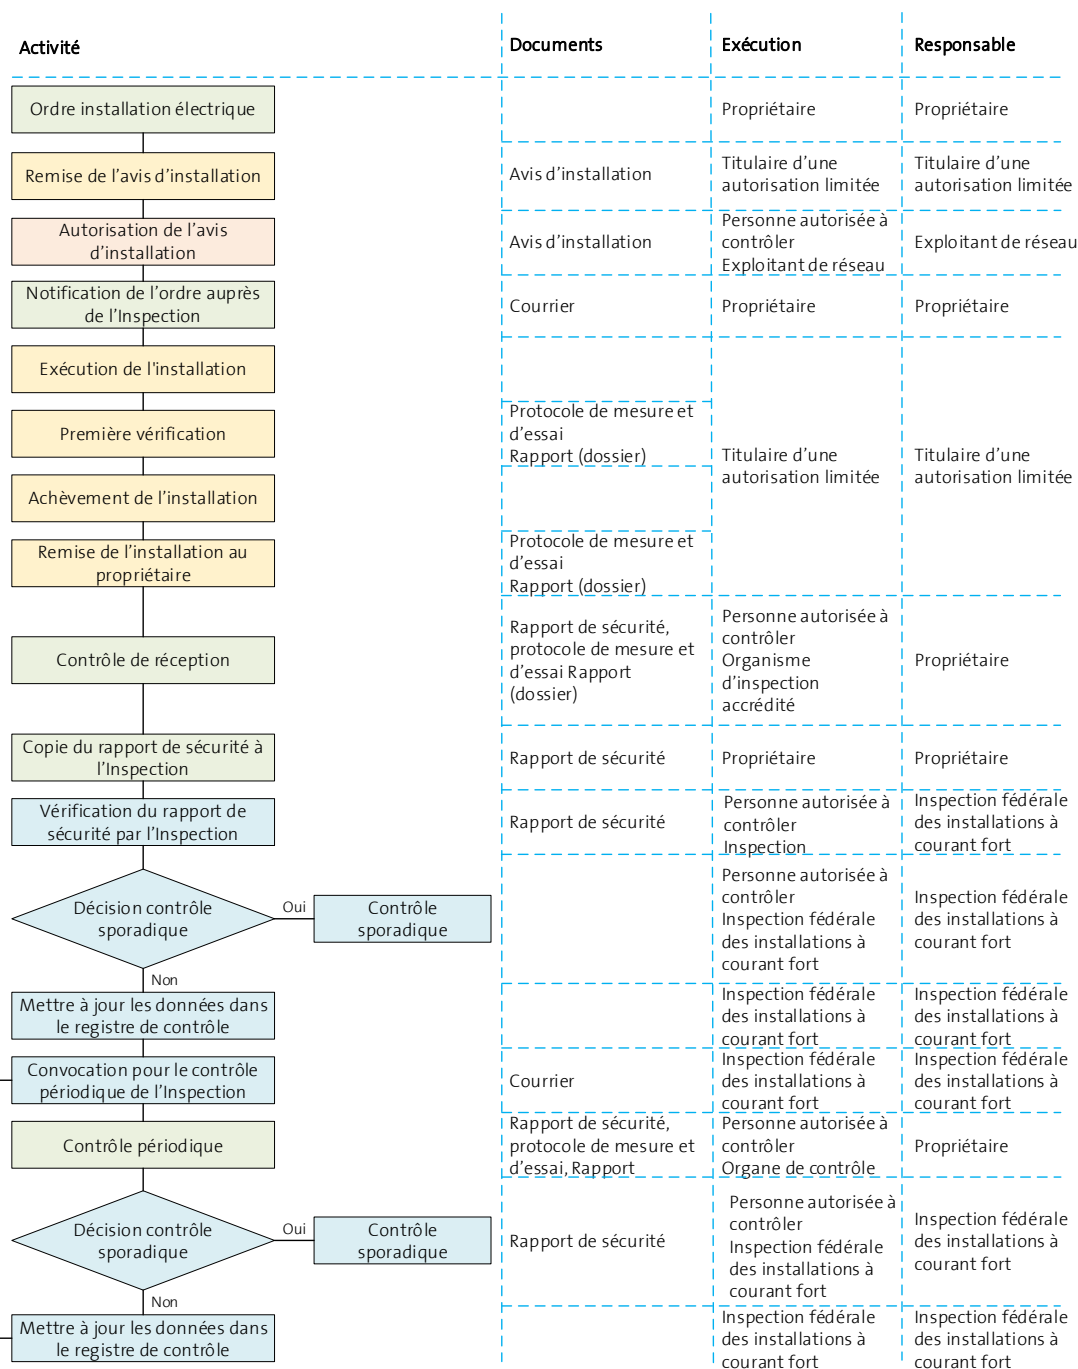 Activité
Documents
Exécution
Responsable
Ordre installation électrique
Propriétaire
Propriétaire
Remise de l’avis d’installation
Avis d’installation
Titulaire d’une
autorisation limitée
Titulaire d’une
autorisation limitée
Autorisation de l’avis
d’installation
Avis d’installation
Personne autorisée à
contrôler
Exploitant de réseau
Exploitant de réseau
Notification de l’ordre auprès
de l’Inspection
Courrier
Propriétaire
Propriétaire
Exécution de l'installation
Première vérification
Protocole de mesure et
d’essai
Rapport (dossier)
Titulaire d’une
autorisation limitée
Titulaire d’une
autorisation limitée
Achèvement de l’installation
Remise de l’installation au
propriétaire
Protocole de mesure et
d’essai
Rapport (dossier)
Contrôle de réception
Rapport de sécurité,
protocole de mesure et
d’essai Rapport
(dossier)
Personne autorisée à
contrôler
Organisme
d’inspection
accrédité
Propriétaire
Copie du rapport de sécurité à
l’Inspection
Rapport de sécurité
Propriétaire
Propriétaire
Vérification du rapport de
sécurité par l’Inspection
Rapport de sécurité
Personne autorisée à
contrôler
Inspection
Inspection fédérale
des installations à
courant fort
Décision contrôle
sporadique
Oui
Contrôle
sporadique
Personne autorisée à
contrôler
Inspection fédérale
des installations à
courant fort
Inspection fédérale
des installations à
courant fort
Non
Mettre à jour les données dans
le registre de contrôle
Inspection fédérale
des installations à
courant fort
Inspection fédérale
des installations à
courant fort
Convocation pour le contrôle
périodique de l’Inspection
Courrier
Inspection fédérale
des installations à
courant fort
Inspection fédérale
des installations à
courant fort
Contrôle périodique
Rapport de sécurité,
protocole de mesure et
d’essai, Rapport
Personne autorisée à
contrôler
Organe de contrôle
Propriétaire
Décision contrôle
sporadique
Oui
Contrôle
sporadique
Rapport de sécurité
Personne autorisée à
contrôler
Inspection fédérale
des installations à
courant fort
Inspection fédérale
des installations à
courant fort
Non
Mettre à jour les données dans
le registre de contrôle
Inspection fédérale
des installations à
courant fort
Inspection fédérale
des installations à
courant fort